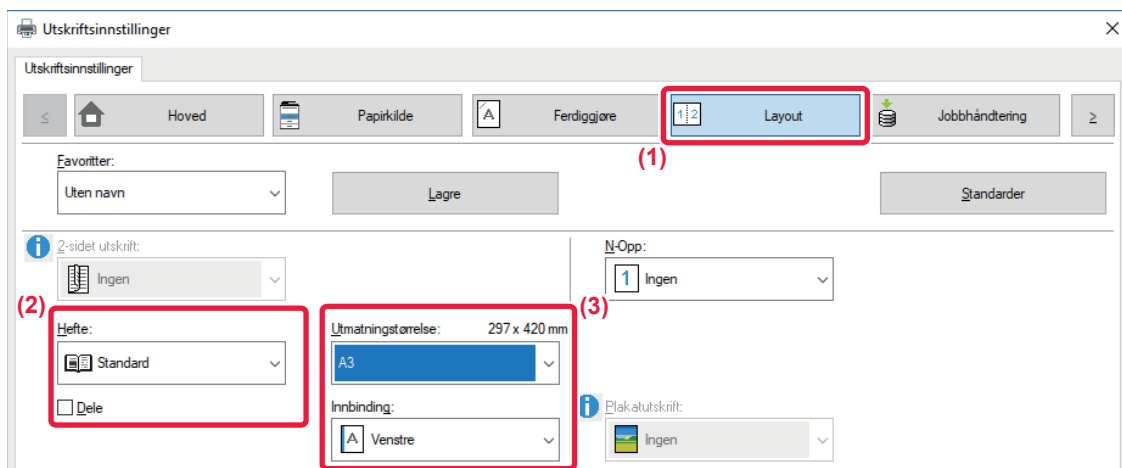 Utskriftsinnstillinger
Utskriftsinnstillinger
≤ Hoved Papirkilde A Ferdiggjøre 1 2 Layout Jobbhåndtering ≥
(1)
Favoritter:
Uten navn Lagre Standarder
2-sidet utskrift: N-Opp:
Ingen 1 Ingen
(2) (3)
Hefte: Utmatningstørrelse: 297 x 420 mm
Standard A3
Dele Innbinding: Plakatutskrift:
A Venstre Ingen